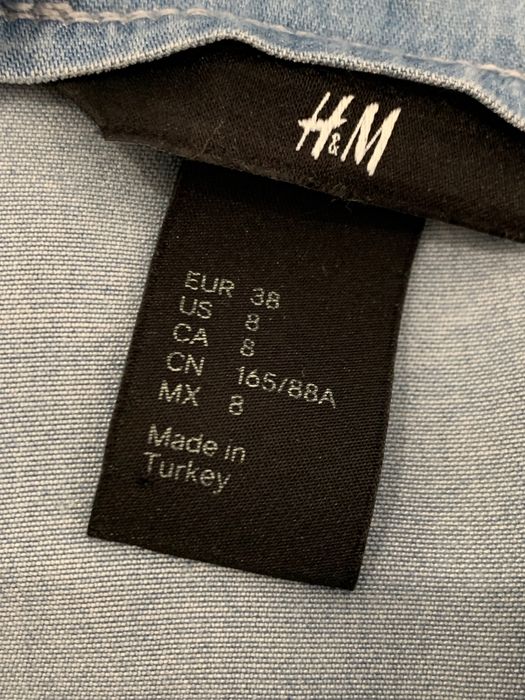 H&M
EUR 38
US 8
CA 8
CN 165/88A
MX 8
Made in
Turkey